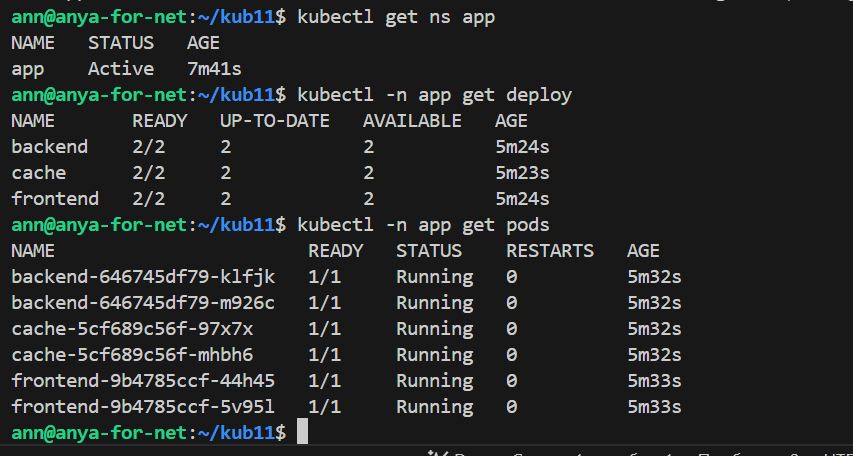 ann@anya-for-net:~/kub11$ kubectl get ns app
NAME   STATUS   AGE
app    Active   7m41s
ann@anya-for-net:~/kub11$ kubectl -n app get deploy
NAME       READY   UP-TO-DATE   AVAILABLE   AGE
backend    2/2     2            2           5m24s
cache      2/2     2            2           5m23s
frontend   2/2     2            2           5m24s
ann@anya-for-net:~/kub11$ kubectl -n app get pods
NAME                       READY   STATUS    RESTARTS   AGE
backend-646745df79-klfjk   1/1     Running   0          5m32s
backend-646745df79-m926c   1/1     Running   0          5m32s
cache-5cf689c56f-97x7x     1/1     Running   0          5m32s
cache-5cf689c56f-mhbh6     1/1     Running   0          5m32s
frontend-9b4785ccf-44h45   1/1     Running   0          5m33s
frontend-9b4785ccf-5v95l   1/1     Running   0          5m33s
ann@anya-for-net:~/kub11$